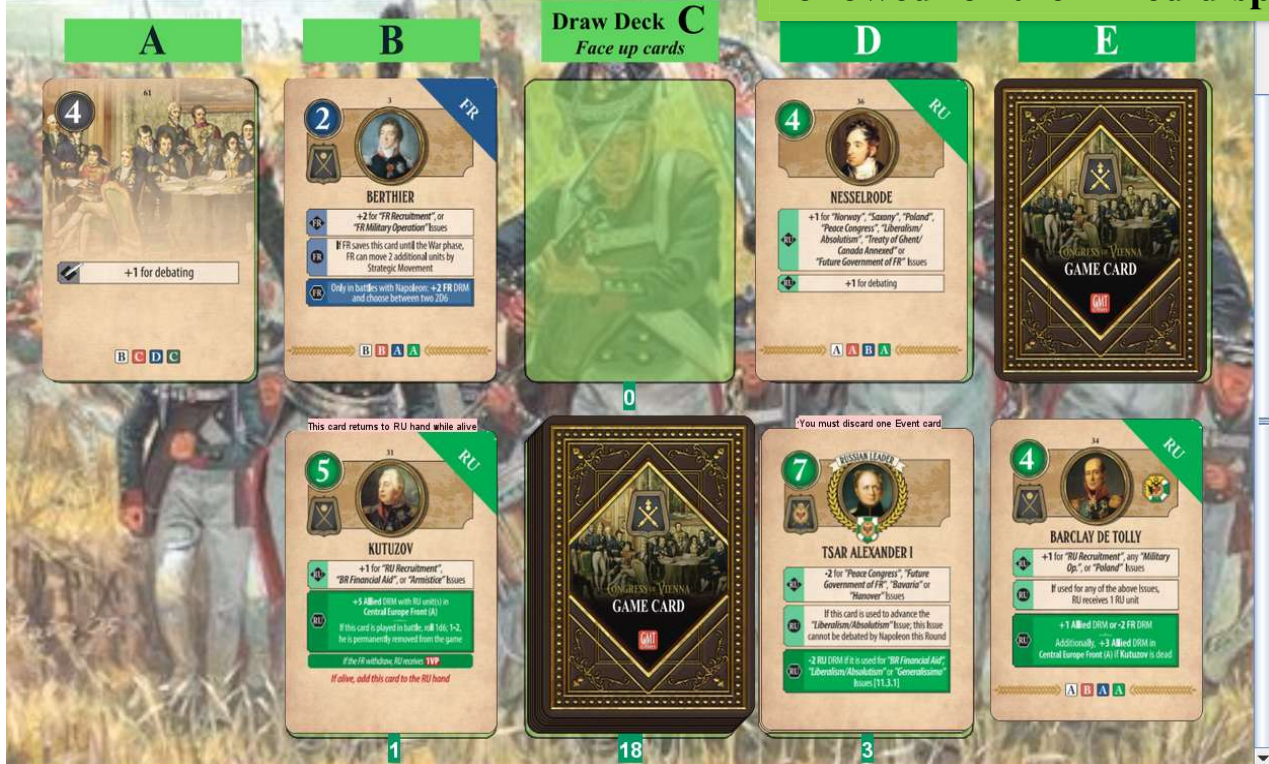 A
B
Draw Deck C
Face up cards
D
E
61
4
+1 for debating
B C D C
3
2
FR
BERTHIER
FR
+2 for "FR Recruitment", or
"FR Military Operation" Issues
FR
If FR saves this card until the War phase,
FR can move 2 additional units by
Strategic Movement
FR
Only in battles with Napoleon: +2 FR DRM
and choose between two 2D6
B B A A
0
36
4
RU
NESSELRODE
RU
+1 for "Norway", "Saxony", "Poland",
"Peace Congress", "Liberalism/
Absolutism", "Treaty of Ghent/
Canada Annexed" or
"Future Government of FR" Issues
RU
+1 for debating
A A B A
CONGRESS OF VIENNA
GAME CARD
GMT
This card returns to RU hand while alive
31
5
RU
KUTUZOV
RU
+1 for "RU Recruitment",
"BR Financial Aid", or "Armistice" Issues
RU
+5 Allied DRM with RU unit(s) in
Central Europe Front (A)
If this card is played in battle, roll 1d6; 1-2,
he is permanently removed from the game
If the FR withdraw, RU receives 1VP
If alive, add this card to the RU hand
1
CONGRESS OF VIENNA
GAME CARD
GMT
18
You must discard one Event card
7
RUSSIAN LEADER
TSAR ALEXANDER I
RU
-2 for "Peace Congress", "Future
Government of FR", "Bavaria" or
"Hanover" Issues
RU
If this card is used to advance the
"Liberalism/Absolutism" Issue; this Issue
cannot be debated by Napoleon this Round
RU
-2 RU DRM if it is used for "BR Financial Aid",
"Liberalism/Absolutism" or "Generalissimo"
Issues [11.3.1]
3
34
4
RU
BARCLAY DE TOLLY
RU
+1 for "RU Recruitment", any "Military
Op.", or "Poland" Issues
RU
If used for any of the above Issues,
RU receives 1 RU unit
RU
+1 Allied DRM or -2 FR DRM
Additionally, +3 Allied DRM in
Central Europe Front (A) if Kutuzov is dead
A B A A